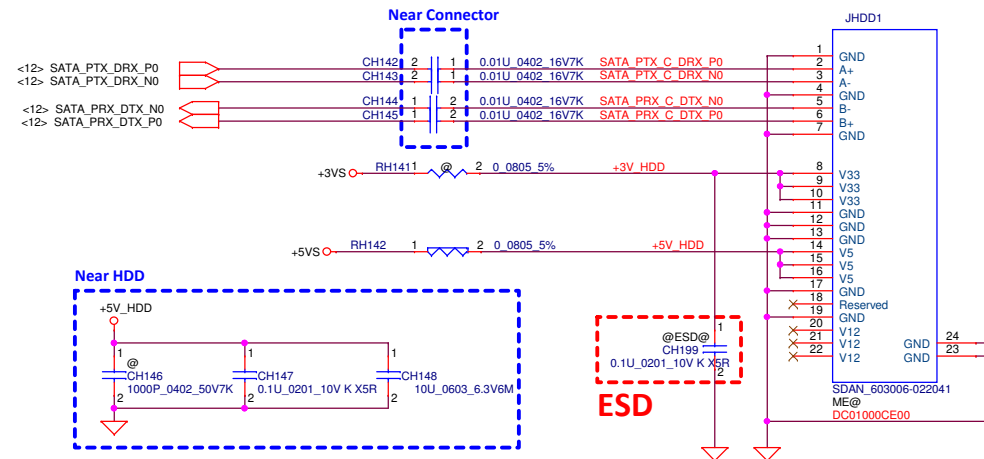 Near Connector
JHDD1
<12> SATA_PTX_DRX_P0 CH142 2 1 0.01U_0402_16V7K SATA_PTX_C_DRX_P0
<12> SATA_PTX_DRX_N0 CH143 2 1 0.01U_0402_16V7K SATA_PTX_C_DRX_N0
<12> SATA_PRX_DTX_N0 CH144 1 2 0.01U_0402_16V7K SATA_PRX_C_DTX_N0
<12> SATA_PRX_DTX_P0 CH145 1 2 0.01U_0402_16V7K SATA_PRX_C_DTX_P0
1 GND
2 A+
3 A-
4 GND
5 B-
6 B+
7 GND
+3VS RH141 1 @ 2 0_0805_5% +3V_HDD
8 V33
9 V33
10 V33
11 GND
12 GND
13 GND
+5VS RH142 1 2 0_0805_5% +5V_HDD
14 V5
15 V5
16 V5
17 GND
18 Reserved
19 GND
20 V12
21 V12
22 V12
GND 24
GND 23
SDAN_603006-022041
ME@
DC01000CE00
Near HDD
+5V_HDD
1
@
CH146
1000P_0402_50V7K
2
1
CH147
0.1U_0201_10V K X5R
2
1
CH148
10U_0603_6.3V6M
2
1
@ESD@
CH199
0.1U_0201_10V K X5R
2
ESD